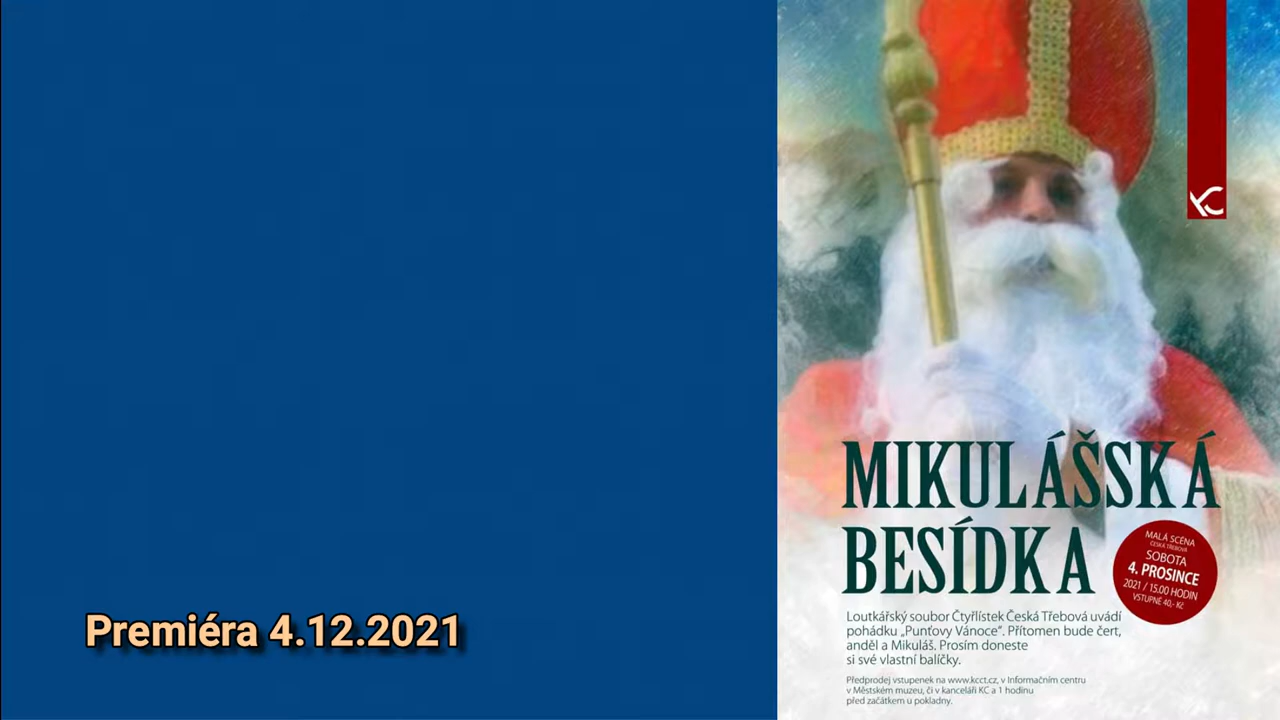 Premiéra 4.12.2021
KC
MIKULÁŠSKÁ
BESÍDKA
MALÁ SCÉNA
ČESKÁ TŘEBOVÁ
SOBOTA
4. PROSINCE
2021 / 15.00 HODIN
VSTUPNÉ 40,- Kč
Loutkářský soubor Čtyřlístek Česká Třebová uvádí
pohádku „Punťovy Vánoce“. Přítomen bude čert,
anděl a Mikuláš. Prosím doneste
si své vlastní balíčky.
Předprodej vstupenek na www.kcct.cz, v Informačním centru
v Městském muzeu, či v kanceláři KC a 1 hodinu
před začátkem u pokladny.